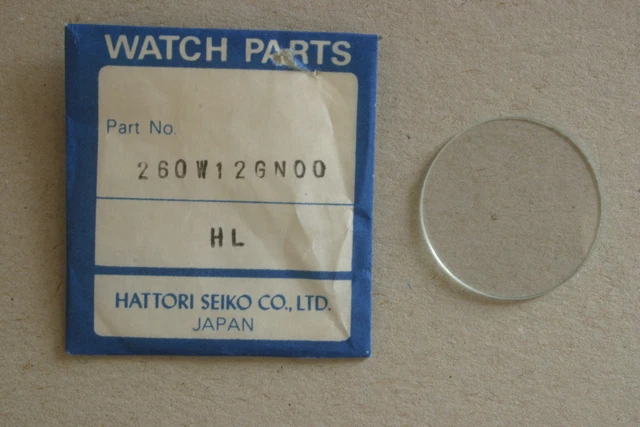 WATCH PARTS
Part No.
260W12GN00
HL
HATTORI SEIKO CO., LTD.
JAPAN